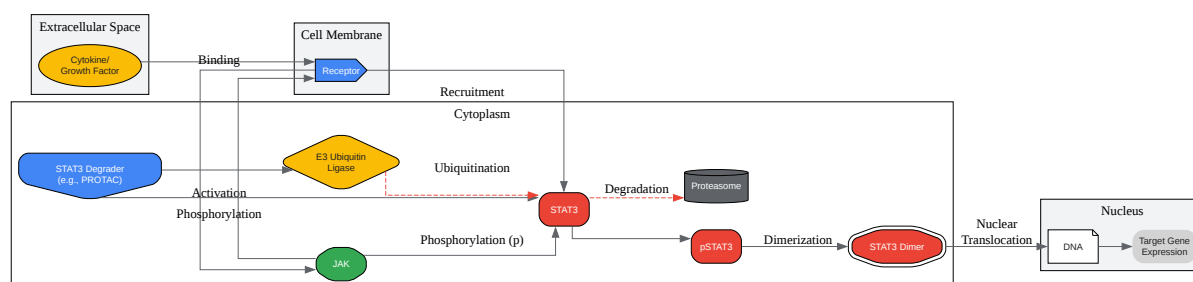 Extracellular Space
Cytokine/
Growth Factor
Binding
Cell Membrane
Receptor
Recruitment
Cytoplasm
STAT3 Degrader
(e.g., PROTAC)
E3 Ubiquitin
Ligase
Ubiquitination
Activation
Phosphorylation
STAT3
Degradation
Proteasome
JAK
Phosphorylation (p)
pSTAT3
Dimerization
STAT3 Dimer
Nuclear
Translocation
Nucleus
DNA
Target Gene
Expression